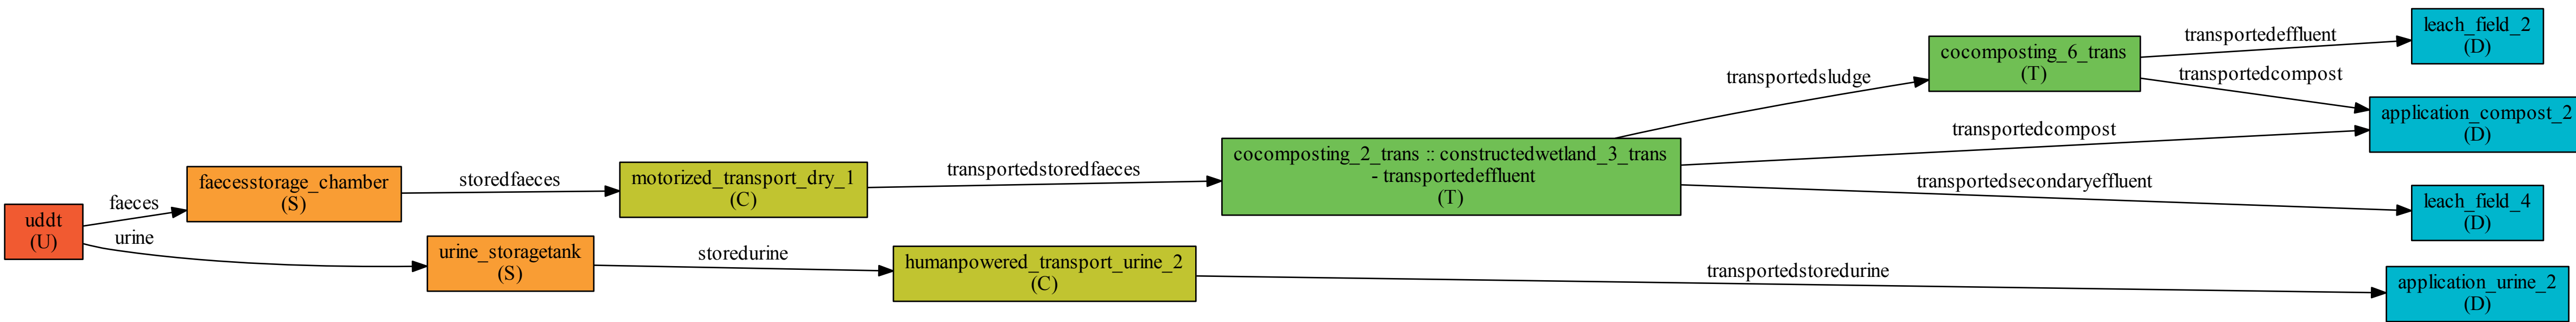 uddt
(U)
faeces
urine
faecesstorage_chamber
(S)
storedfaeces
urine_storagetank
(S)
storedurine
motorized_transport_dry_1
(C)
transportedstoredfaeces
humanpowered_transport_urine_2
(C)
transportedstoredurine
cocomposting_2_trans :: constructedwetland_3_trans
- transportedeffluent
(T)
transportedsludge
transportedcompost
transportedsecondaryeffluent
cocomposting_6_trans
(T)
transportedeffluent
transportedcompost
leach_field_2
(D)
application_compost_2
(D)
leach_field_4
(D)
application_urine_2
(D)